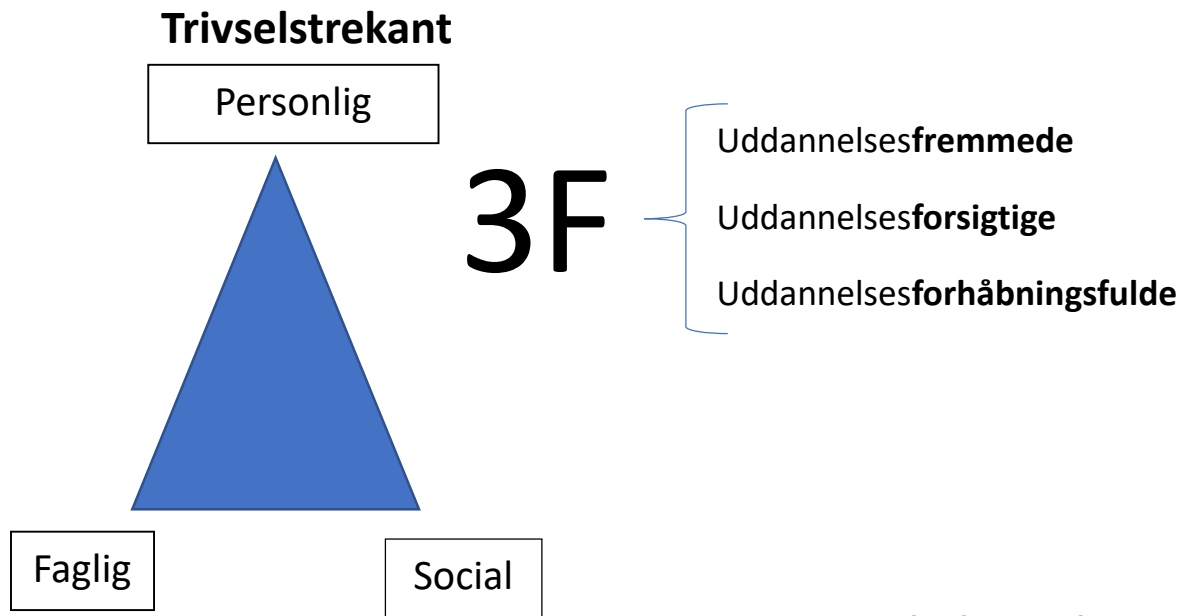 Trivselstrekant
Personlig
3F
Uddannelsesfremmede
Uddannelsesforsigtige
Uddannelsesforhåbningsfulde
Faglig
Social